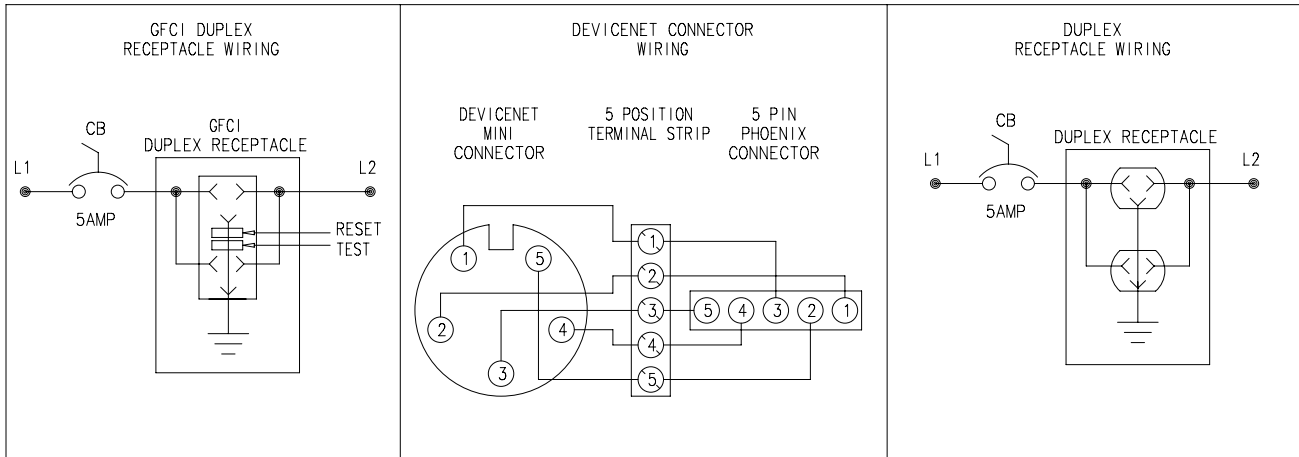 GFCI DUPLEX
RECEPTACLE WIRING
CB
GFCI
DUPLEX RECEPTACLE
L1
L2
5AMP
RESET
TEST
DEVICENET CONNECTOR
WIRING
DEVICENET
MINI
CONNECTOR
5 POSITION
TERMINAL STRIP
5 PIN
PHOENIX
CONNECTOR
1
5
2
4
3
1
2
3
4
5
5 4 3 2 1
DUPLEX
RECEPTACLE WIRING
CB
DUPLEX RECEPTACLE
L1
L2
5AMP